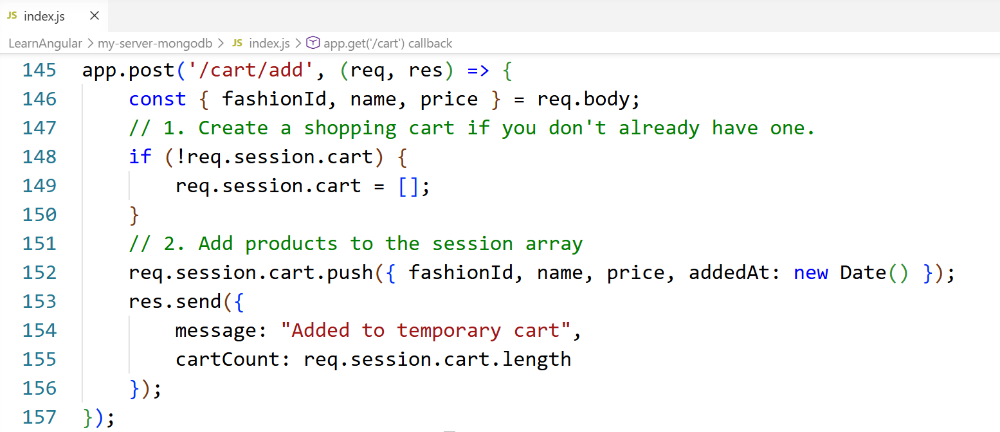 JS index.js ×
LearnAngular > my-server-mongodb > JS index.js > app.get('/cart') callback
145 app.post('/cart/add', (req, res) => {
146     const { fashionId, name, price } = req.body;
147     // 1. Create a shopping cart if you don't already have one.
148     if (!req.session.cart) {
149         req.session.cart = [];
150     }
151     // 2. Add products to the session array
152     req.session.cart.push({ fashionId, name, price, addedAt: new Date() });
153     res.send({
154         message: "Added to temporary cart",
155         cartCount: req.session.cart.length
156     });
157 });